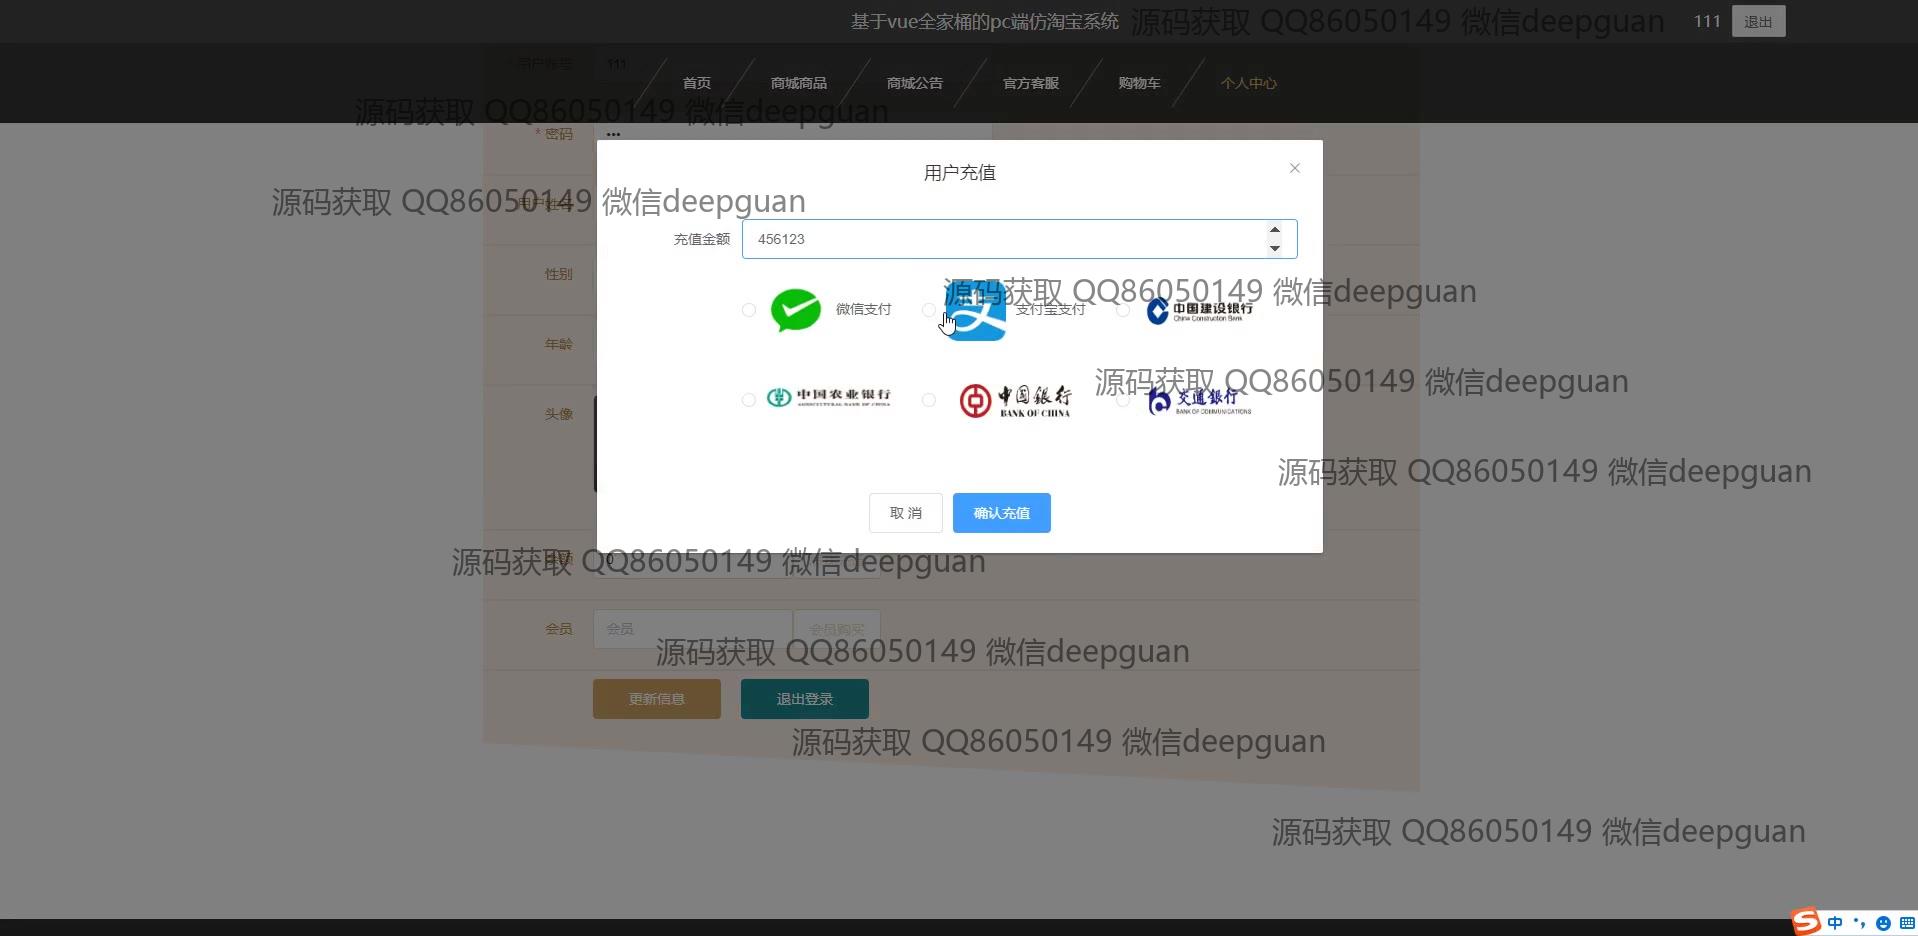 基于vue全家桶的pc端仿淘宝系统 源码获取 QQ86050149 微信deepguan 111 退出
用户账号 111
首页 商城商品 商城公告 官方客服 购物车 个人中心
源码获取 QQ86050149 微信deepguan
* 密码 •••
用户充值
源码获取 QQ86050149 微信deepguan
用户姓名
充值金额 456123
性别
源码获取 QQ86050149 微信deepguan
微信支付 支付宝支付 中国建设银行
China Construction Bank
年龄
源码获取 QQ86050149 微信deepguan
中国农业银行 中国银行 交通银行
AGRICULTURAL BANK OF CHINA BANK OF CHINA BANK OF COMMUNICATIONS
头像
源码获取 QQ86050149 微信deepguan
取 消 确认充值
源码获取 QQ86050149 微信deepguan
余额 0
会员 会员 会员购买
源码获取 QQ86050149 微信deepguan
更新信息 退出登录
源码获取 QQ86050149 微信deepguan
源码获取 QQ86050149 微信deepguan
中